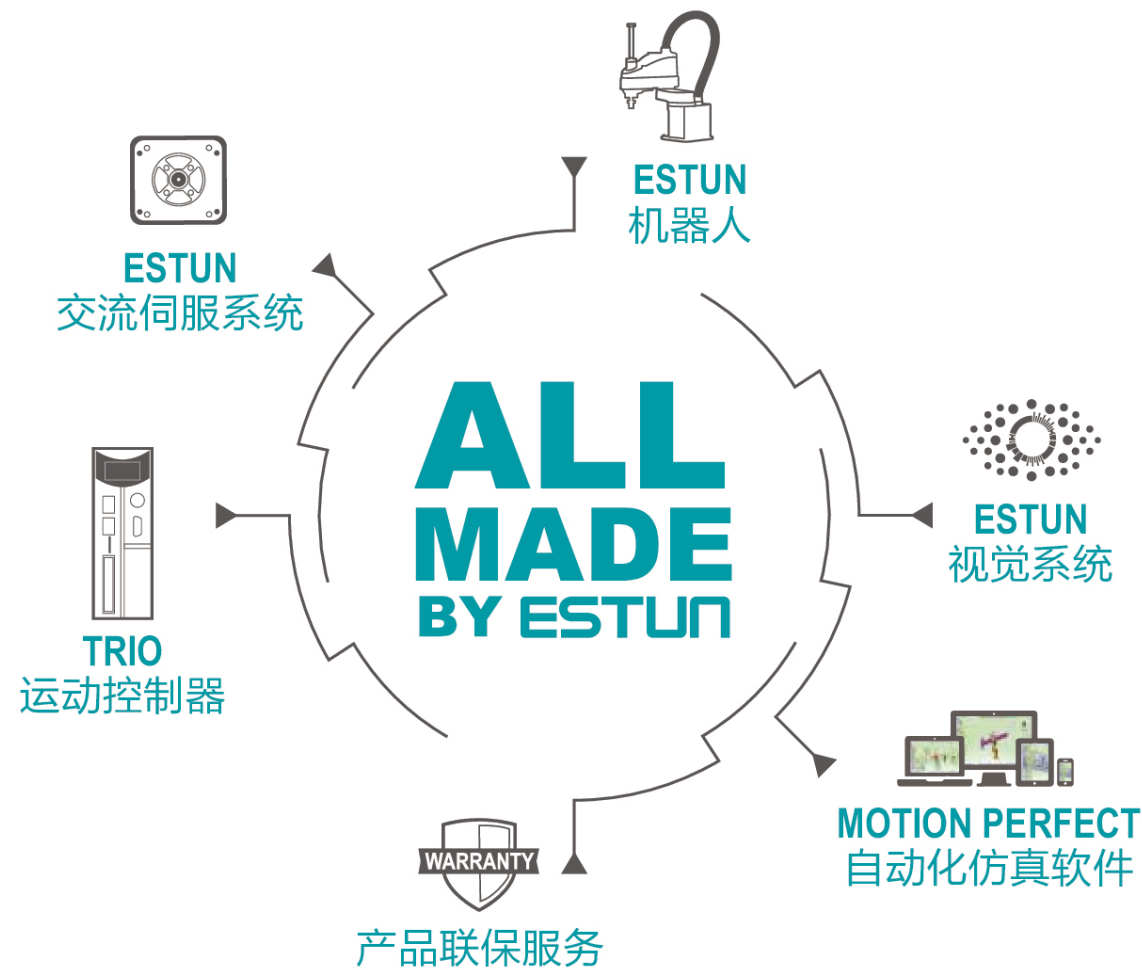 ESTUN
机器人
ESTUN
交流伺服系统
ESTUN
视觉系统
ALL
MADE
BY ESTUN
TRIO
运动控制器
MOTION PERFECT
自动化仿真软件
WARRANTY
产品联保服务